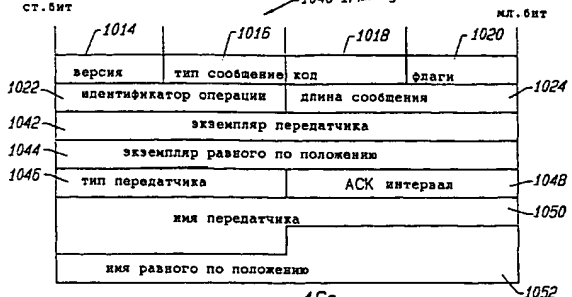 ст.бит
мл.бит
1014
1016
1018
1020
версия
тип сообщение
код
флаги
1022
идентификатор операции
длина сообщения
1024
1042
экземпляр передатчика
1044
экземпляр равного по положению
1046
тип передатчика
АСК интервал
1048
имя передатчика
1050
имя равного по положению
1052